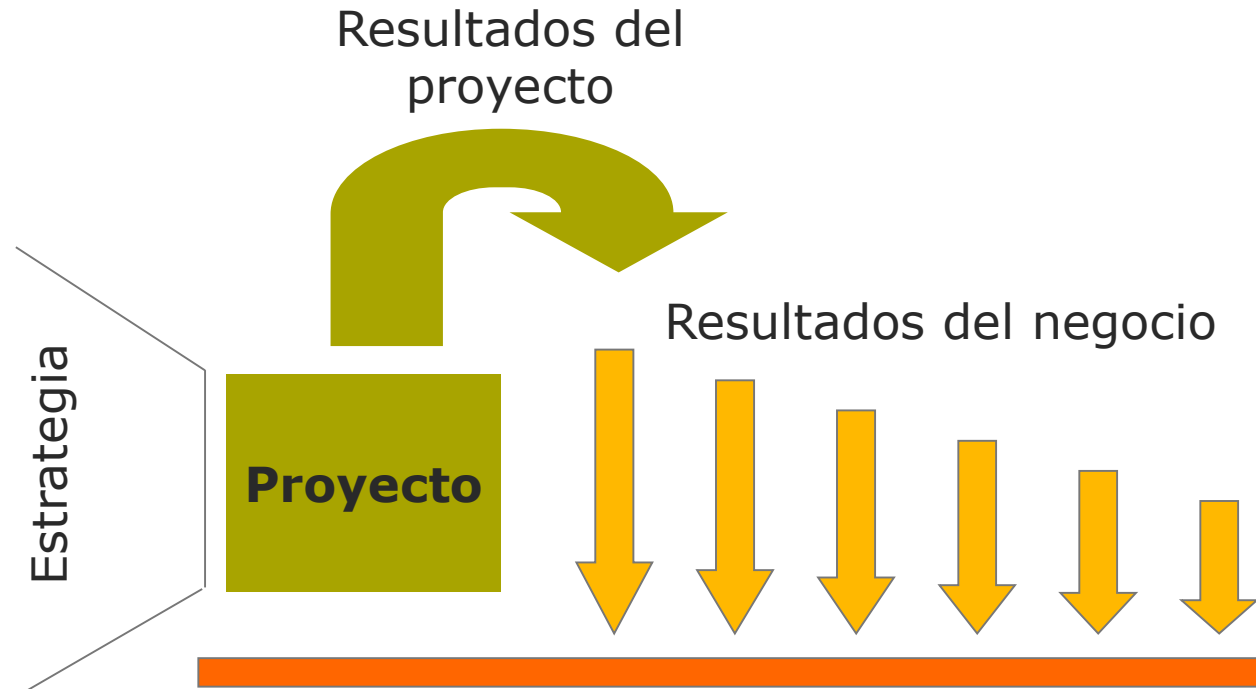 Resultados del
proyecto
Resultados del negocio
Estrategia
Proyecto